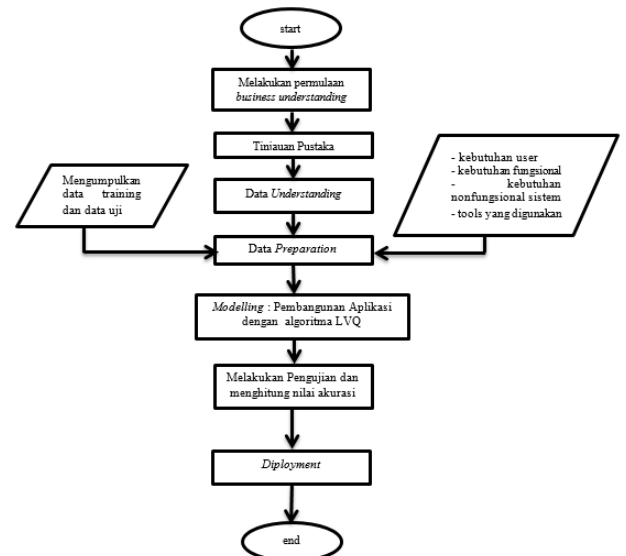 start
Melakukan permulaan
business understanding
Tiniauan Pustaka
Data Understanding
Mengumpulkan
data training
dan data uji
- kebutuhan user
- kebutuhan fungsional
- kebutuhan
nonfungsional sistem
- tools yang digunakan
Data Preparation
Modelling : Pembangunan Aplikasi
dengan algoritma LVQ
Melakukan Pengujian dan
menghitung nilai akurasi
Diployment
end